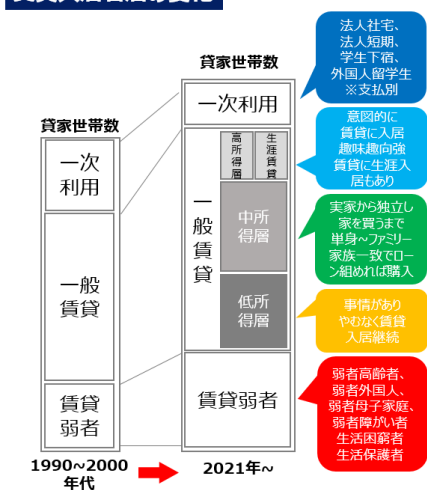 貸家世帯数
一次
利用
一般
賃貸
賃貸
弱者
1990~2000
年代
貸家世帯数
一次利用
一般賃貸
高所得層
生涯賃貸
中所
得層
低所
得層
賃貸弱者
2021年~
法人社宅、
法人短期、
学生下宿、
外国人留学生
※支払別
意図的に
賃貸に入居
趣味趣向強
賃貸に生涯入
居もあり
実家から独立し
家を買うまで
単身~ファミリー
家族一致でロー
ン組めれば購入
事情があり
やむなく賃貸
入居継続
弱者高齢者、
弱者外国人、
弱者母子家庭、
弱者障がい者
生活困窮者
生活保護者